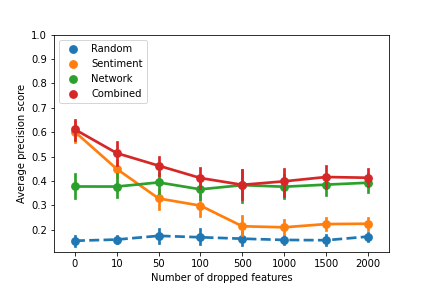 1.0
0.9
0.8
0.7
0.6
0.5
0.4
0.3
0.2
Average precision score
Random
Sentiment
Network
Combined
0 10 50 100 500 1000 1500 2000
Number of dropped features